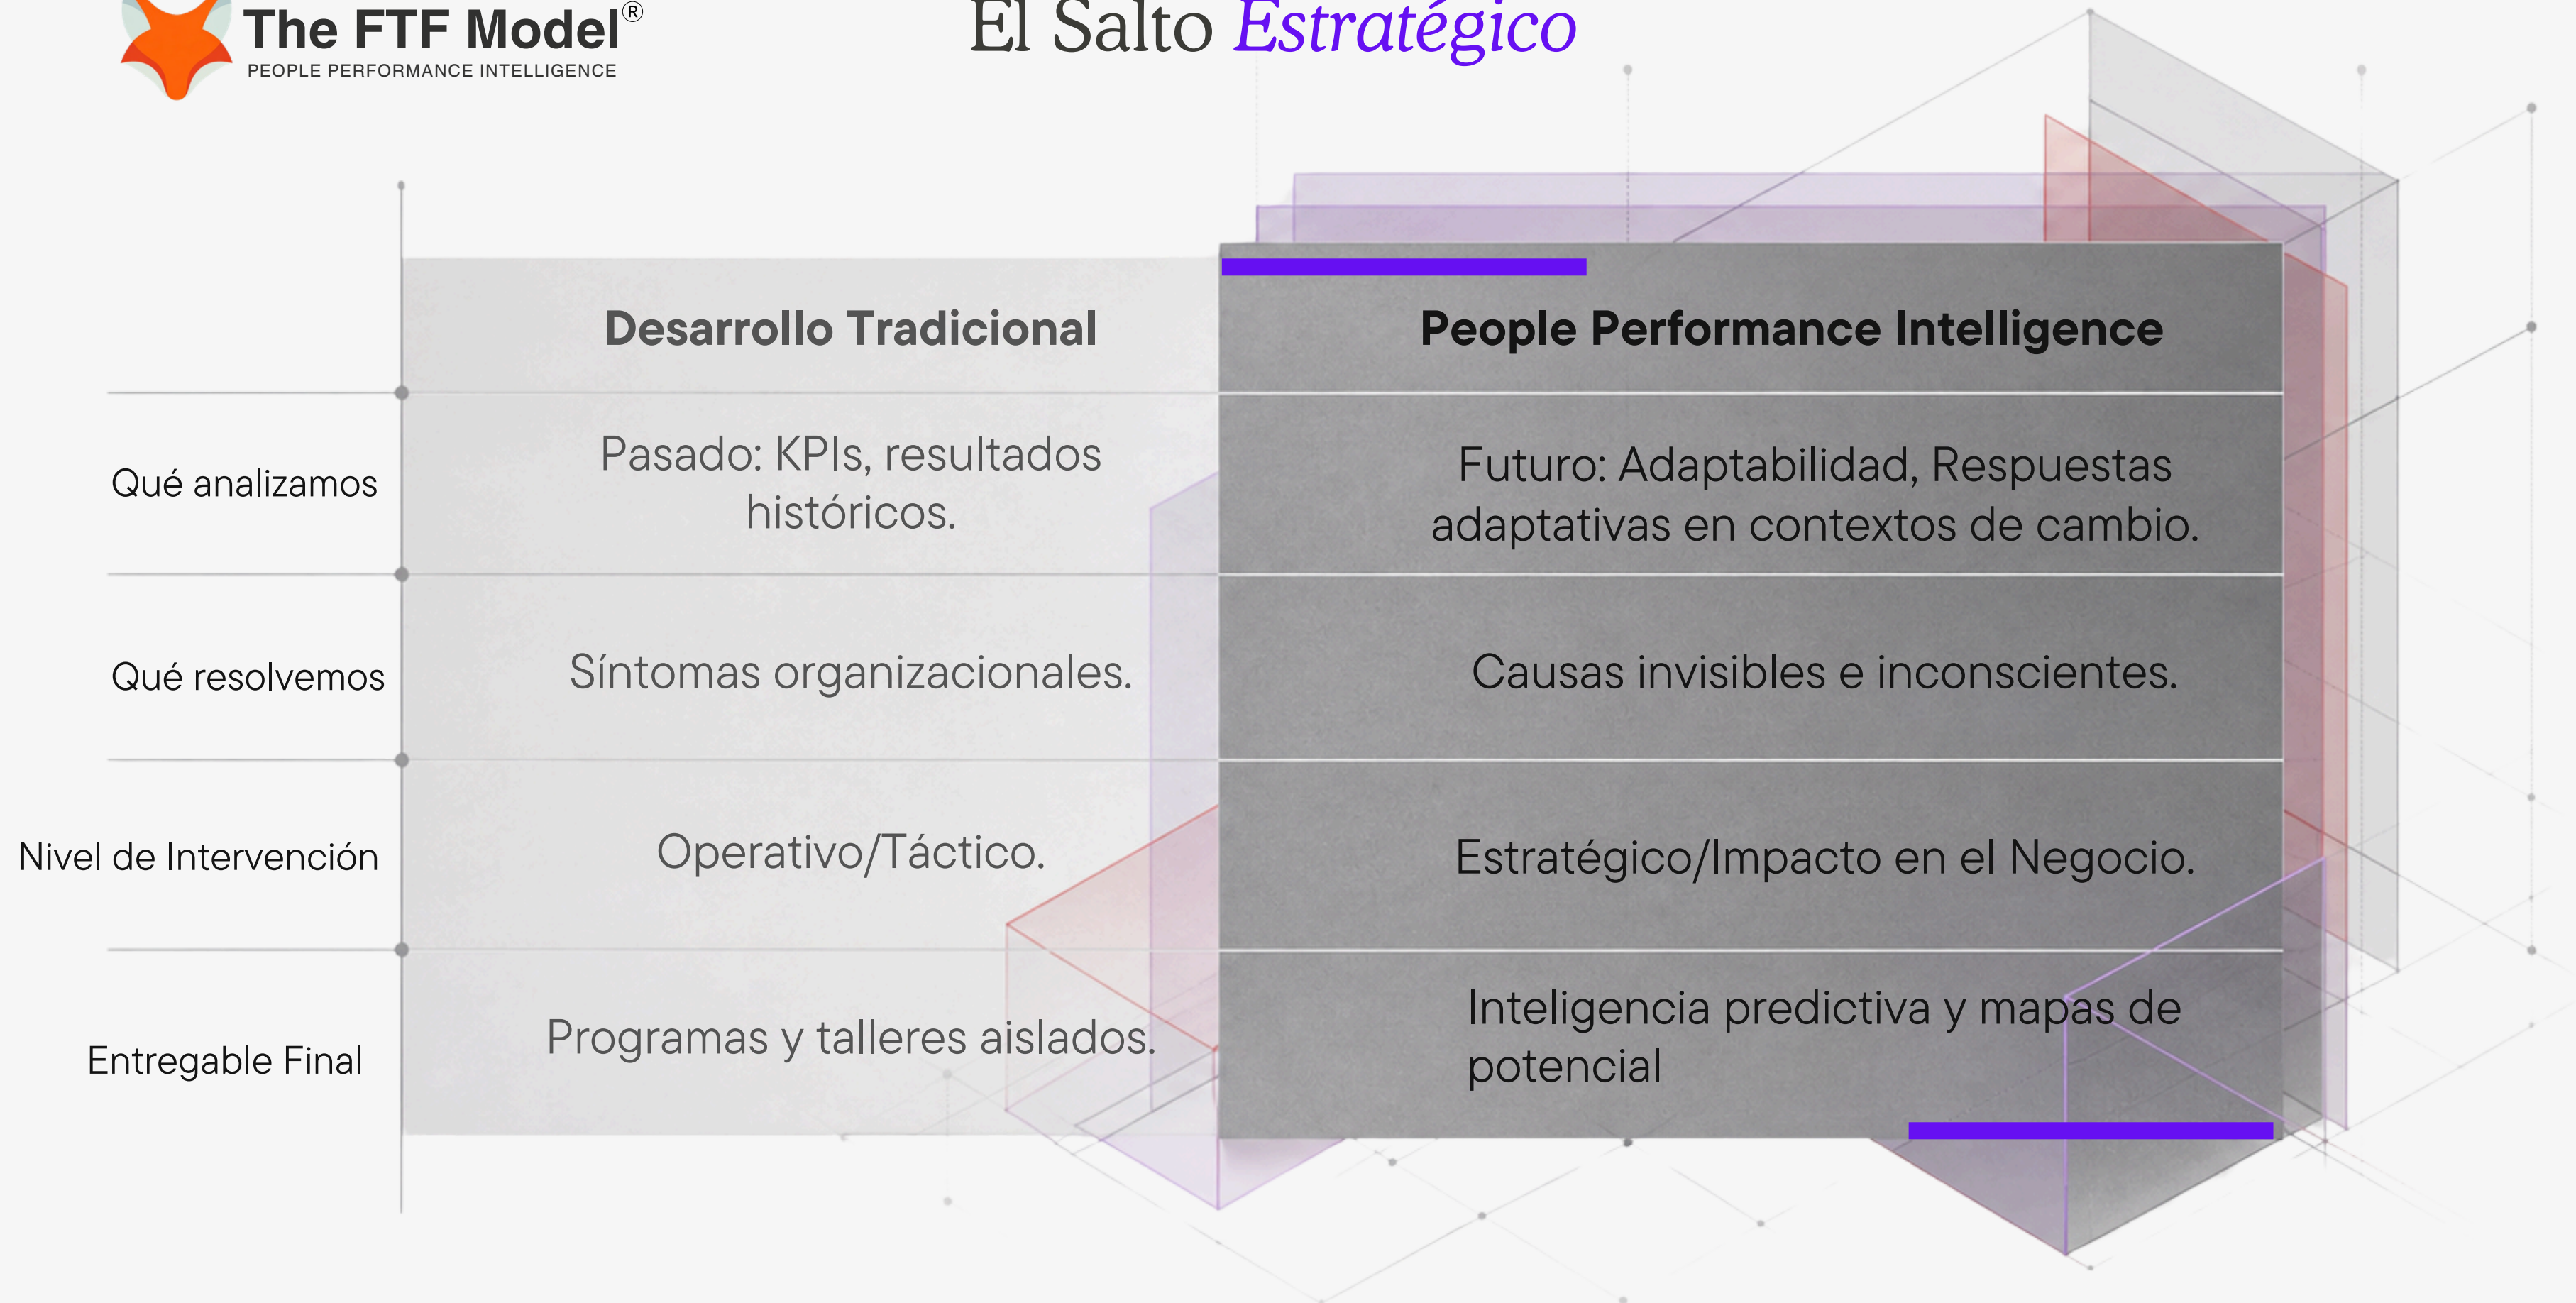 The FTF Model®
PEOPLE PERFORMANCE INTELLIGENCE
El Salto Estratégico
Desarrollo Tradicional
People Performance Intelligence
Qué analizamos
Pasado: KPIs, resultados
históricos.
Futuro: Adaptabilidad, Respuestas
adaptativas en contextos de cambio.
Qué resolvemos
Síntomas organizacionales.
Causas invisibles e inconscientes.
Nivel de Intervención
Operativo/Táctico.
Estratégico/Impacto en el Negocio.
Entregable Final
Programas y talleres aislados.
Inteligencia predictiva y mapas de
potencial